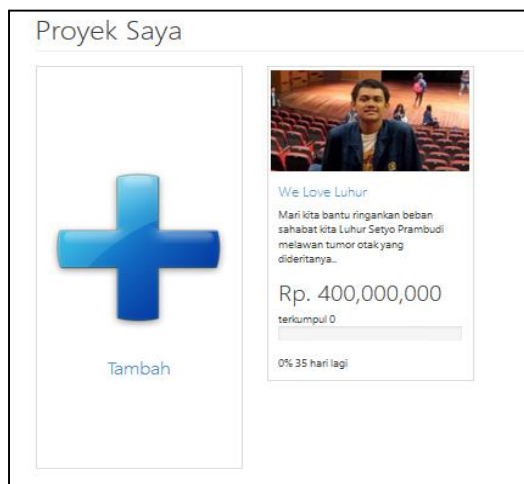 Proyek Saya
Tambah
We Love Luhur
Mari kita bantu ringankan beban
sahabat kita Luhur Setyo Prambudi
melawan tumor otak yang
dideritanya..
Rp. 400,000,000
terkumpul 0
0% 35 hari lagi